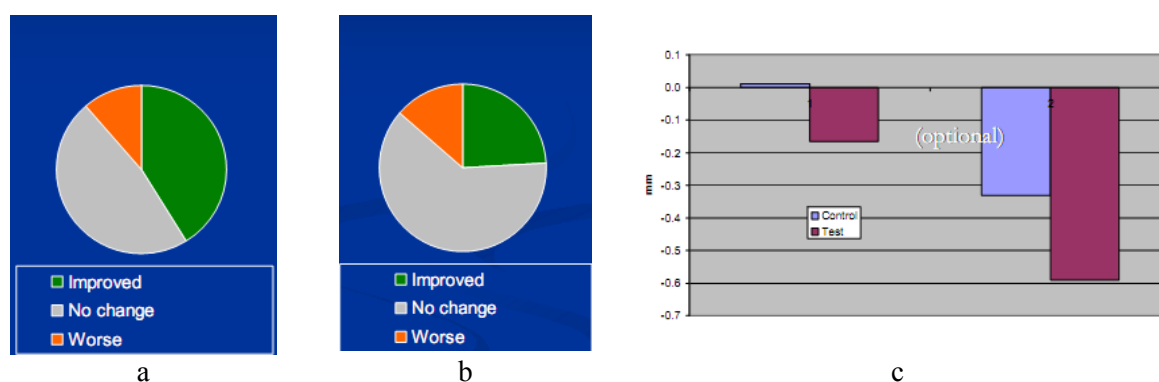 Improved
No change
Worse
a
Improved
No change
Worse
b
0.1
0.0
-0.1
-0.2
-0.3
-0.4
-0.5
-0.6
-0.7
mm
1
2
(optional)
Control
Test
c